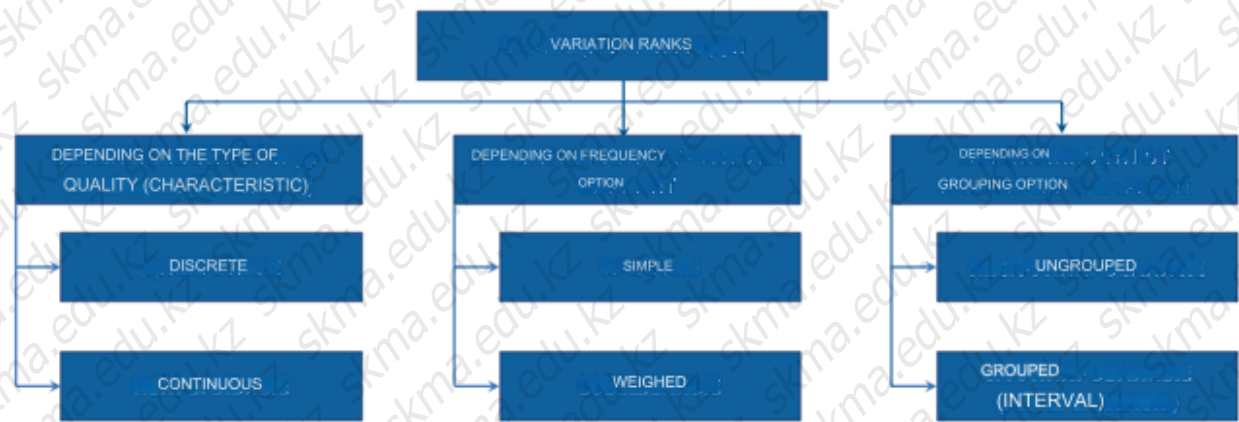 VARIATION RANKS
DEPENDING ON THE TYPE OF
QUALITY (CHARACTERISTIC)
DISCRETE
CONTINUOUS
DEPENDING ON FREQUENCY
OPTION
SIMPLE
WEIGHED
DEPENDING ON
GROUPING OPTION
UNGROUPED
GROUPED
(INTERVAL)
skma.edu.kz